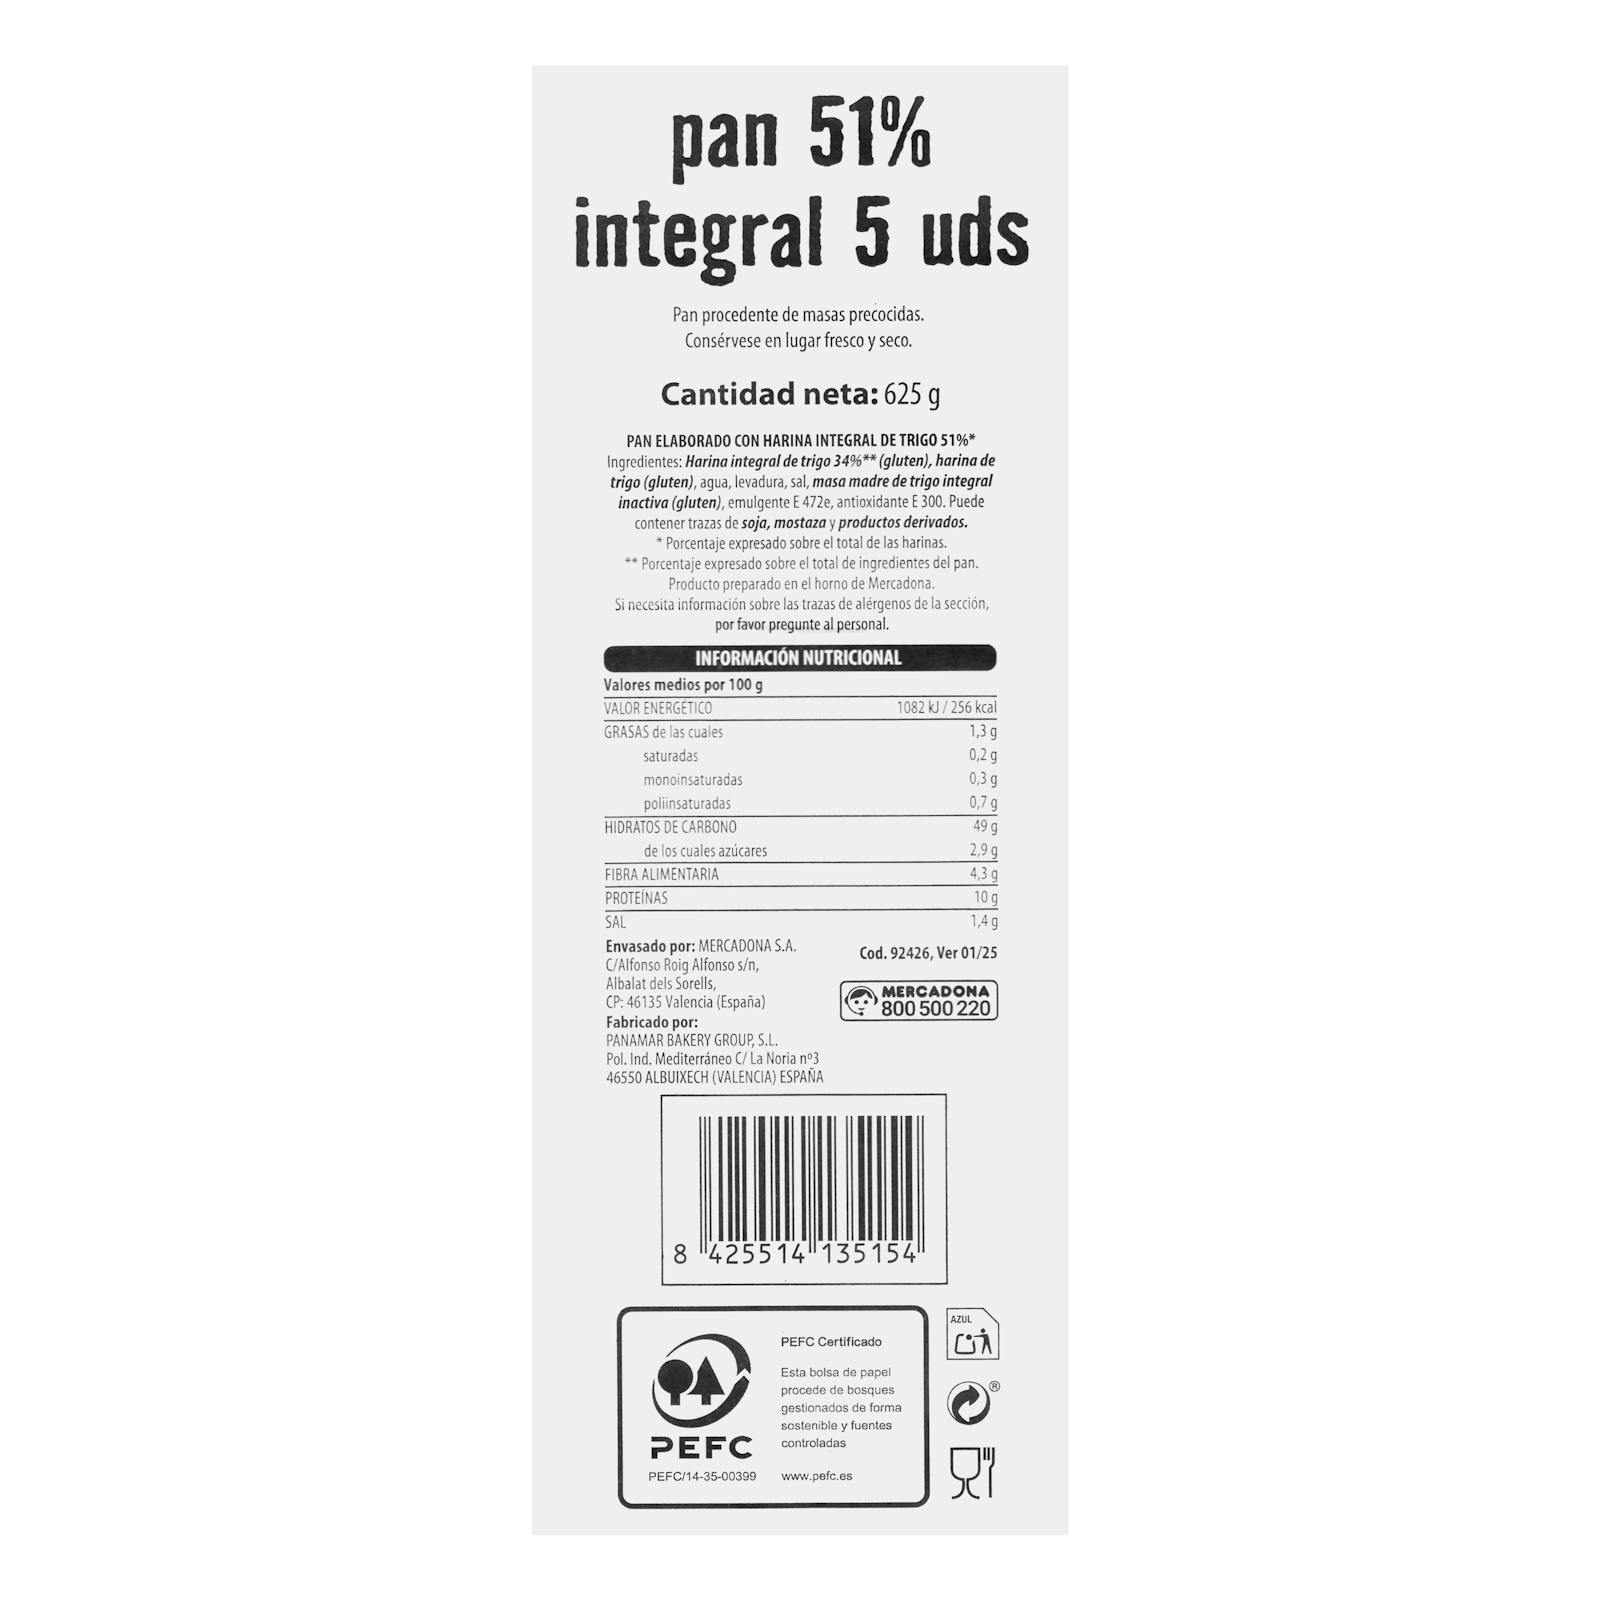 pan 51%
integral 5 uds
Pan procedente de masas precocidas.
Consérvese en lugar fresco y seco.
Cantidad neta: 625 g
PAN ELABORADO CON HARINA INTEGRAL DE TRIGO 51%*
Ingredientes: Harina integral de trigo 34%** (gluten), harina de
trigo (gluten), agua, levadura, sal, masa madre de trigo integral
inactiva (gluten), emulgente E 472e, antioxidante E 300. Puede
contener trazas de soja, mostaza y productos derivados.
* Porcentaje expresado sobre el total de las harinas.
** Porcentaje expresado sobre el total de ingredientes del pan.
Producto preparado en el horno de Mercadona.
Si necesita información sobre las trazas de alérgenos de la sección,
por favor pregunte al personal.
INFORMACIÓN NUTRICIONAL
Valores medios por 100 g
VALOR ENERGÉTICO 1082 kJ / 256 kcal
GRASAS de las cuales 1,3 g
saturadas 0,2 g
monoinsaturadas 0,3 g
poliinsaturadas 0,7 g
HIDRATOS DE CARBONO 49 g
de los cuales azúcares 2,9 g
FIBRA ALIMENTARIA 4,3 g
PROTEÍNAS 10 g
SAL 1,4 g
Envasado por: MERCADONA S.A.
C/Alfonso Roig Alfonso s/n,
Albalat dels Sorells,
CP: 46135 Valencia (España)
Fabricado por:
PANAMAR BAKERY GROUP, S.L.
Pol. Ind. Mediterráneo C/ La Noria nº3
46550 ALBUIXECH (VALENCIA) ESPAÑA
Cod. 92426, Ver 01/25
MERCADONA
800 500 220
8 425514 135154
PEFC
PEFC/14-35-00399
PEFC Certificado
Esta bolsa de papel
procede de bosques
gestionados de forma
sostenible y fuentes
controladas
www.pefc.es
AZUL
®